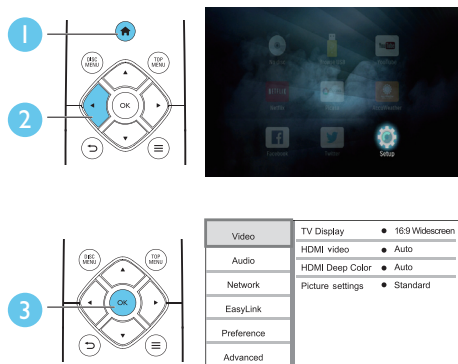 1
DISC
MENU
TOP
MENU
OK
2
YouTube
NETFLIX
Netflix
Facebook
Twitter
Setup
DISC
MENU
TOP
MENU
OK
3
Video
Audio
Network
EasyLink
Preference
Advanced
TV Display ● 16:9 Widescreen
HDMI video ● Auto
HDMI Deep Color ● Auto
Picture settings ● Standard